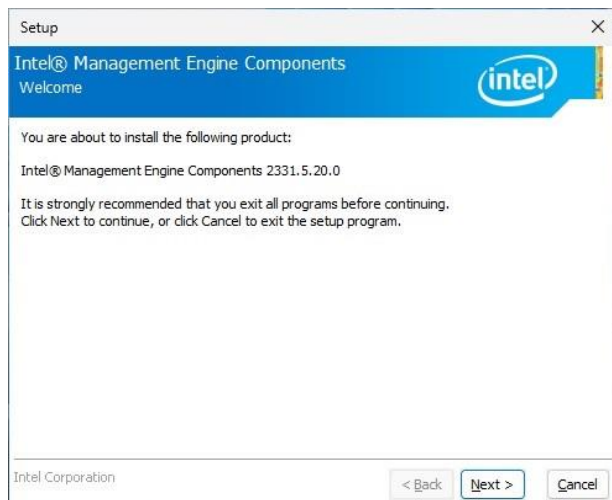 Setup
Intel® Management Engine Components
Welcome
intel
You are about to install the following product:
Intel® Management Engine Components 2331.5.20.0
It is strongly recommended that you exit all programs before continuing.
Click Next to continue, or click Cancel to exit the setup program.
Intel Corporation
< Back Next > Cancel